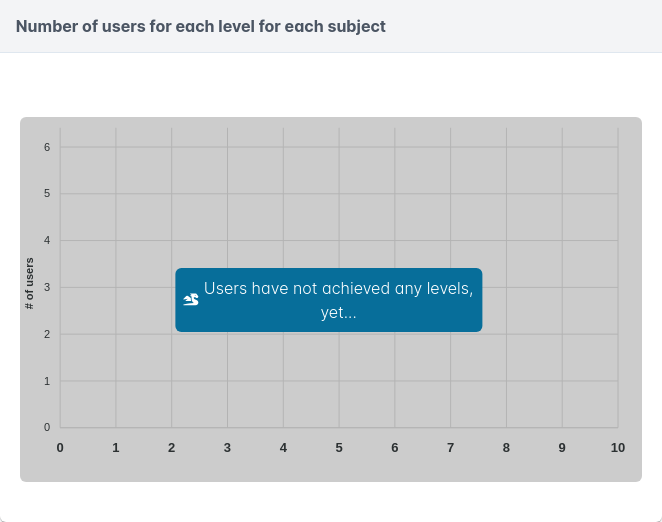 Number of users for each level for each subject
6
5
4
3
2
1
0
# of users
Users have not achieved any levels,
yet...
0 1 2 3 4 5 6 7 8 9 10